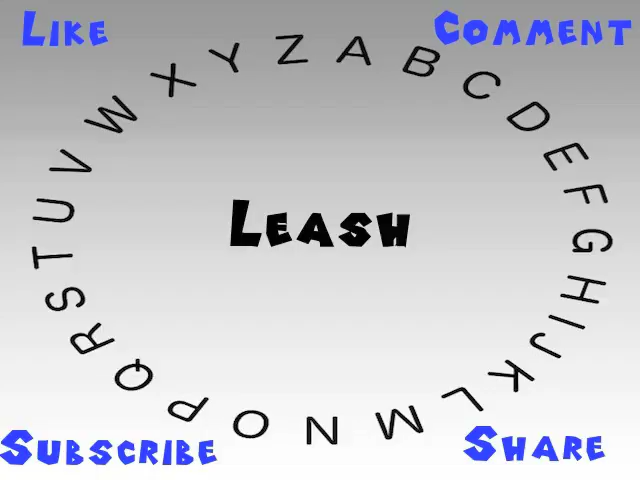 Like
Comment
A B C D E F G H I J K L M N O P Q R S T U V W X Y Z
Leash
Subscribe
Share